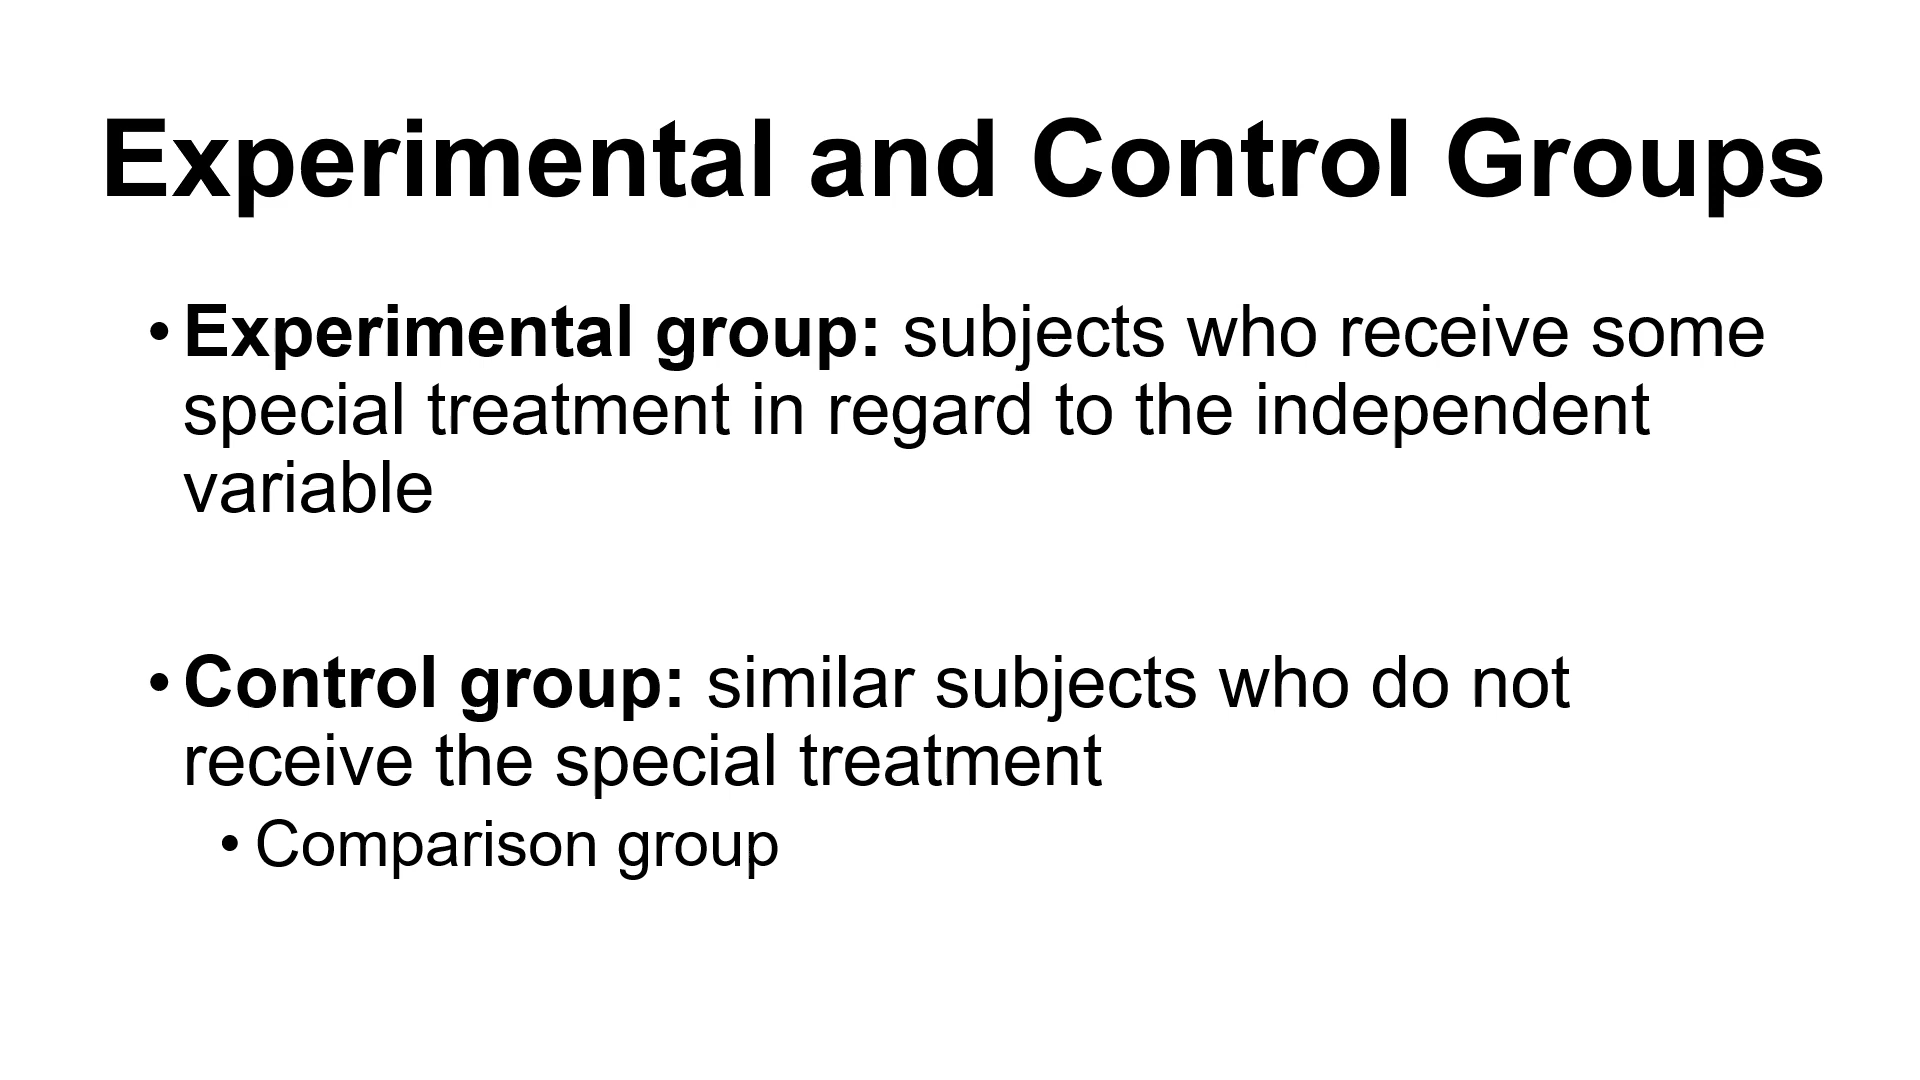 Experimental and Control Groups
• Experimental group: subjects who receive some
special treatment in regard to the independent
variable
• Control group: similar subjects who do not
receive the special treatment
• Comparison group